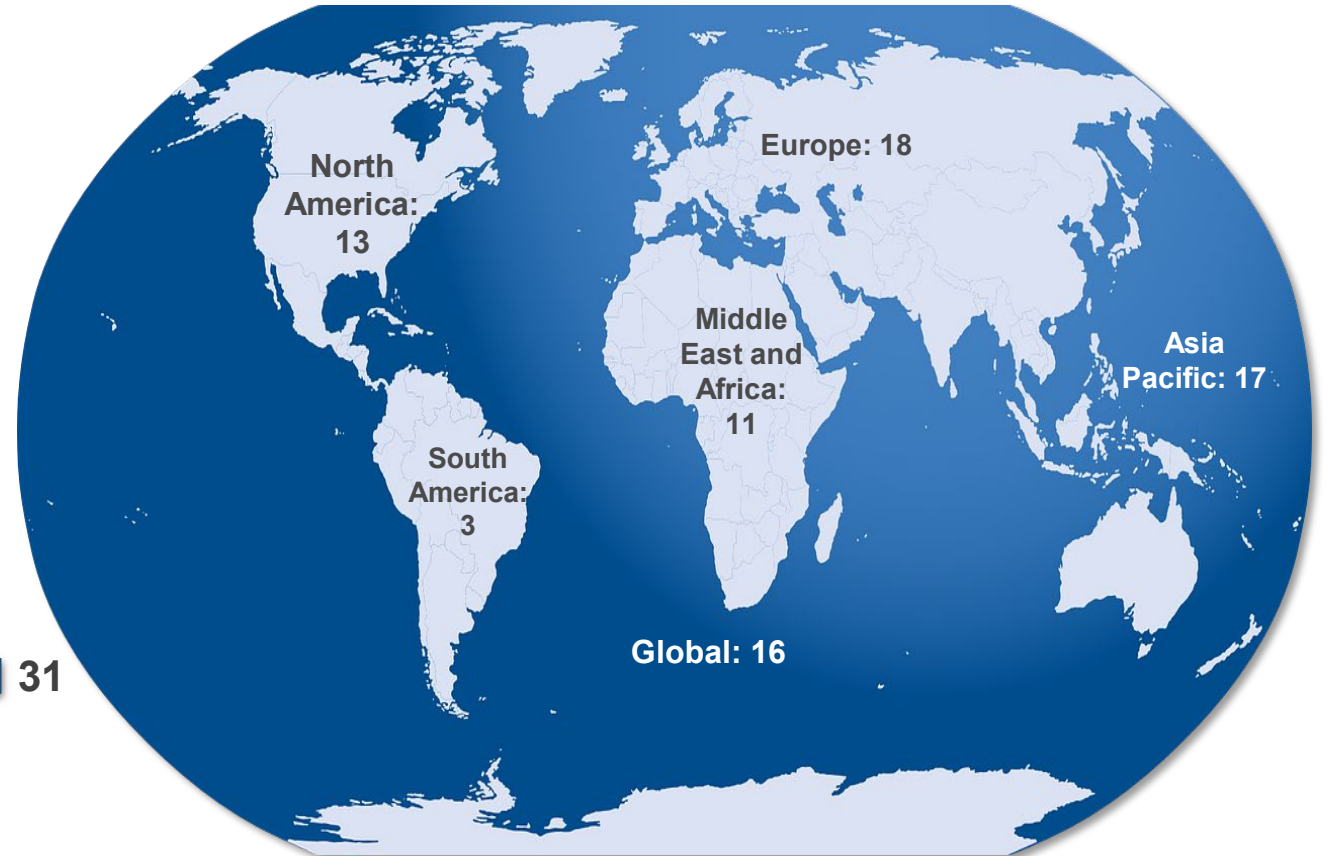 North
America:
13
Europe: 18
Middle
East and
Africa:
11
Asia
Pacific: 17
South
America:
3
Global: 16
31